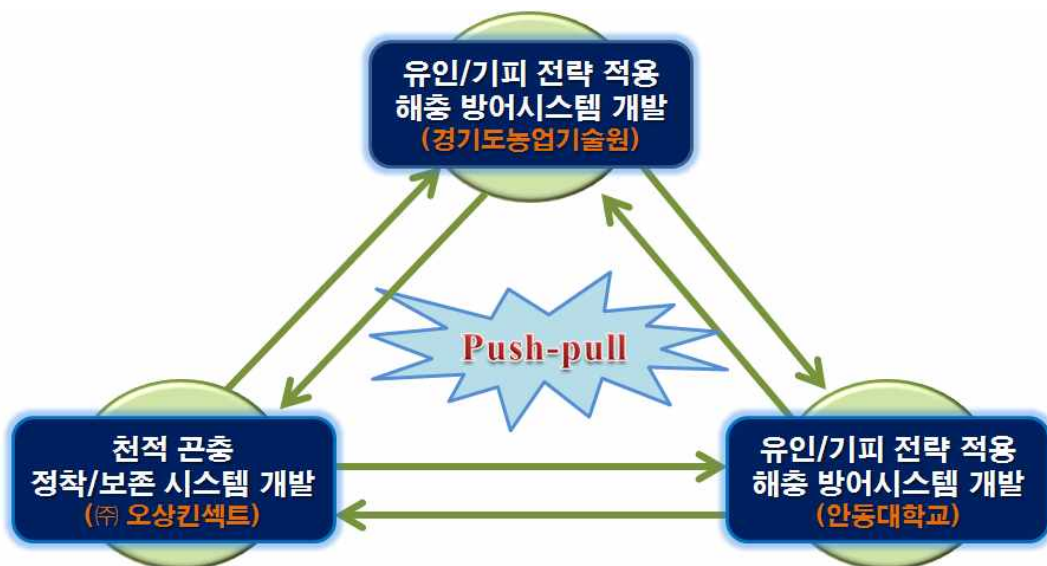 유인/기피 전략 적용
해충 방어시스템 개발
(경기도농업기술원)
Push-pull
천적 곤충
정착/보존 시스템 개발
(㈜ 오상킨섹트)
유인/기피 전략 적용
해충 방어시스템 개발
(안동대학교)